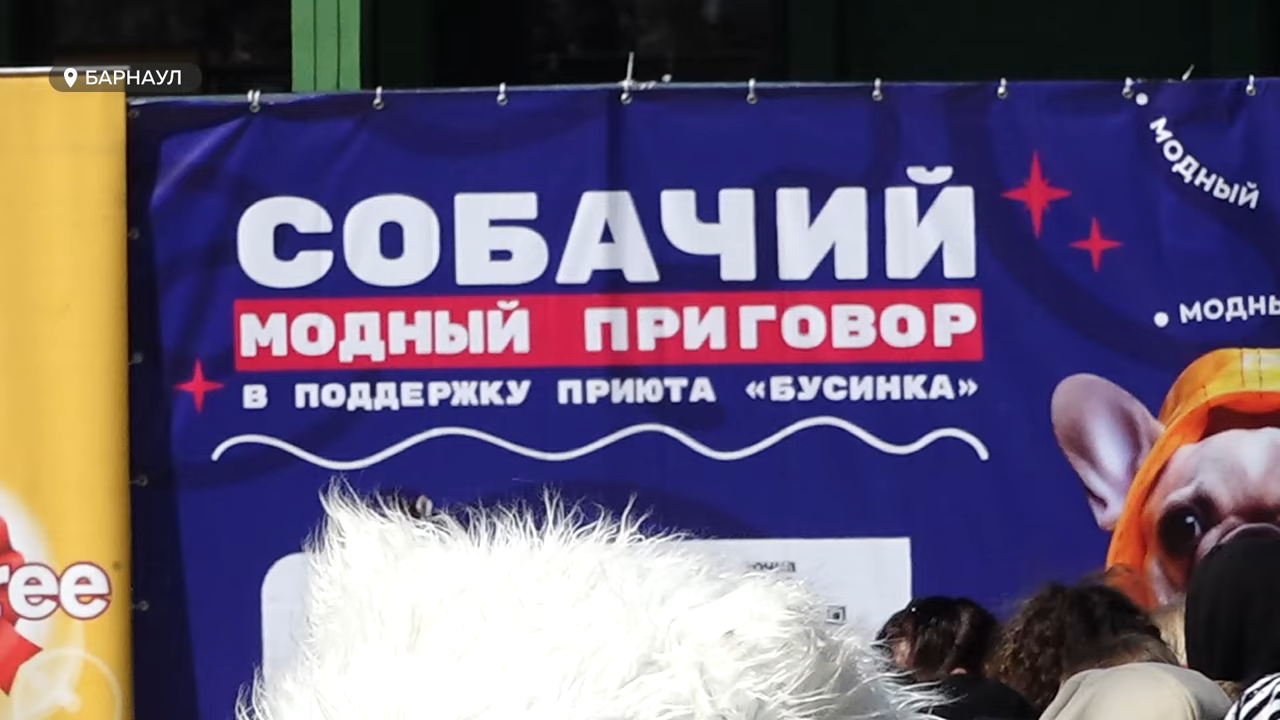 БАРНАУЛ
СОБАЧИЙ
МОДНЫЙ ПРИГОВОР
В ПОДДЕРЖКУ ПРИЮТА «БУСИНКА»
• МОДНЫЙ
• МОДНЫ
ree